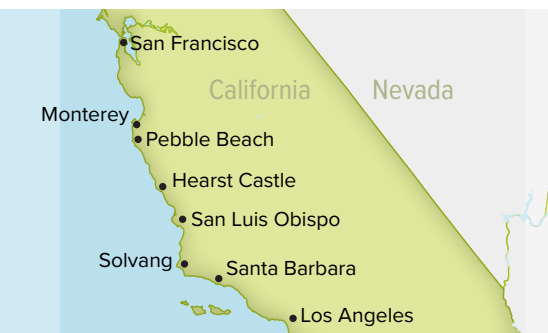 San Francisco
California
Nevada
Monterey
Pebble Beach
Hearst Castle
San Luis Obispo
Solvang
Santa Barbara
Los Angeles